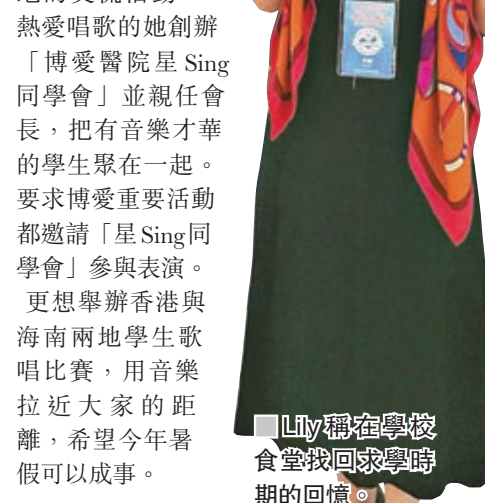 熱愛唱歌的她創辦
「博愛醫院星 Sing
同學會」並親任會
長，把有音樂才華
的學生聚在一起。
要求博愛重要活動
都邀請「星Sing同
學會」參與表演。
更想舉辦香港與
海南兩地學生歌
唱比賽，用音樂
拉近大家的距
離，希望今年暑
假可以成事。
Lily稱在學校
食堂找回求學時
期的回憶。